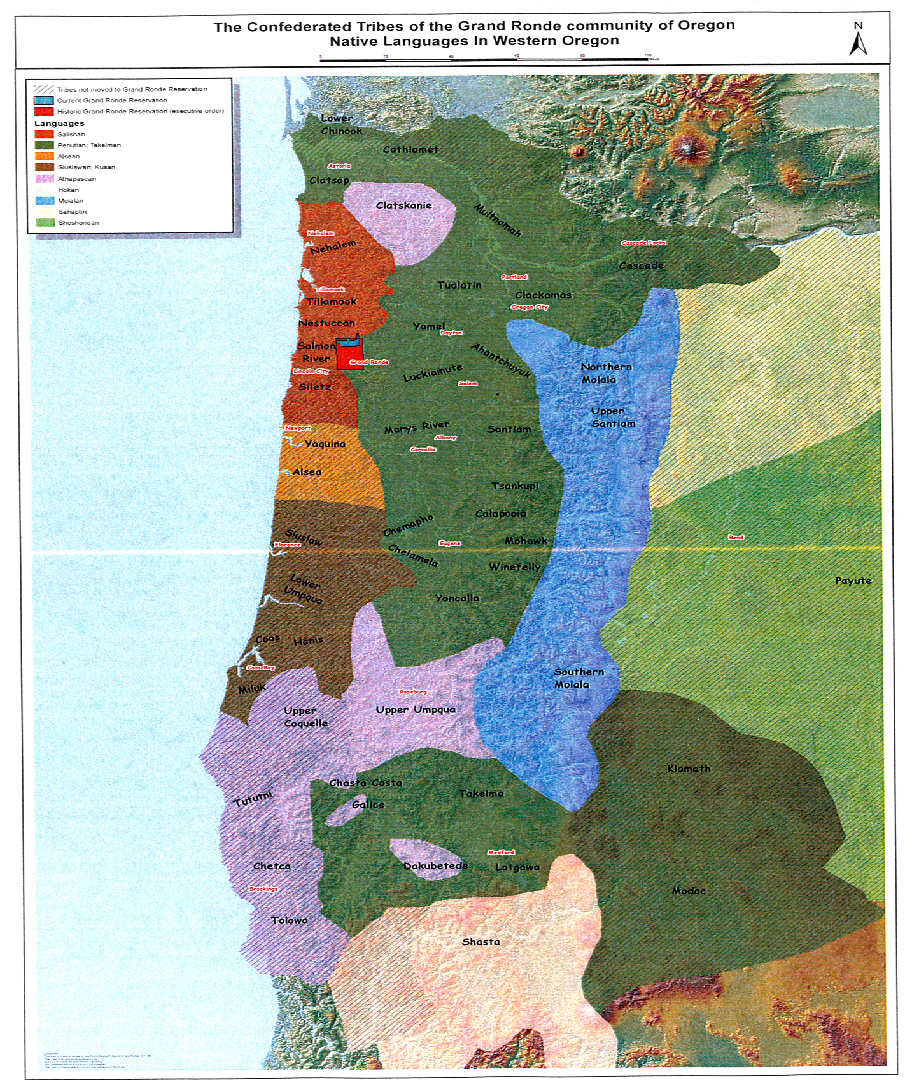 The Confederated Tribes of the Grand Ronde community of Oregon
Native Languages In Western Oregon
N
Tribes not moved to Grand Ronde Reservation
Current Grand Ronde Reservation
Historic Grand Ronde Reservation (executive order)
Languages
Salishan
Penutian; Takelman
Alsean
Siuslawan; Kusan
Athapascan
Hokan
Molalan
Sahaptin
Shoshonean
Lower
Chinook
Cathlamet
Astoria
Clatsop
Clatskanie
Multnomah
Nehalem
Nehalem
Cascade Locks
Cascade
Portland
Tualatin
Clackamas
Oregon City
Tillamook
Tillamook
Nestuccan
Yamel
Dayton
Salmon
River
Grand Ronde
Lincoln City
Ahantchuyuk
Luckiamute
Salem
Siletz
Northern
Molala
Upper
Santiam
Newport
Marys River
Santiam
Albany
Corvallis
Yaquina
Alsea
Tsankupi
Calapooia
Chemapho
Siuslaw
Florence
Eugene
Mohawk
Bend
Chelamela
Winefelly
Payute
Lower
Umpqua
Yoncalla
Coos
Hanis
Coos Bay
Miluk
Southern
Molala
Roseburg
Upper
Coquelle
Upper Umpqua
Klamath
Chasta Costa
Galice
Takelma
Tututni
Medford
Chetco
Dakubetede
Latgawa
Brookings
Modoc
Tolowa
Shasta